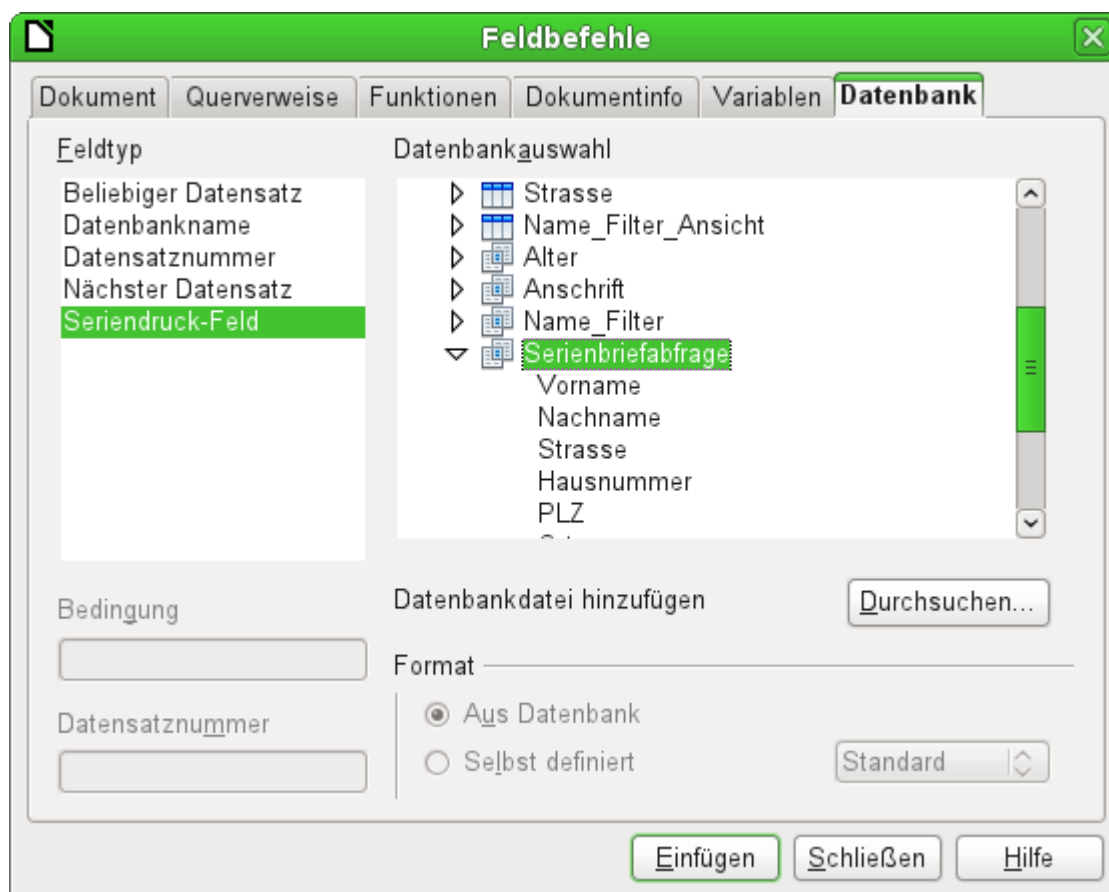 Feldbefehle
Dokument Querverweise Funktionen Dokumentinfo Variablen Datenbank
Feldtyp
Beliebiger Datensatz
Datenbankname
Datensatznummer
Nächster Datensatz
Seriendruck-Feld
Datenbankauswahl
Strasse
Name_Filter_Ansicht
Alter
Anschrift
Name_Filter
Serienbriefabfrage
Vorname
Nachname
Strasse
Hausnummer
PLZ
Bedingung
Datensatznummer
Datenbankdatei hinzufügen Durchsuchen...
Format
Aus Datenbank
Selbst definiert Standard
Einfügen Schließen Hilfe